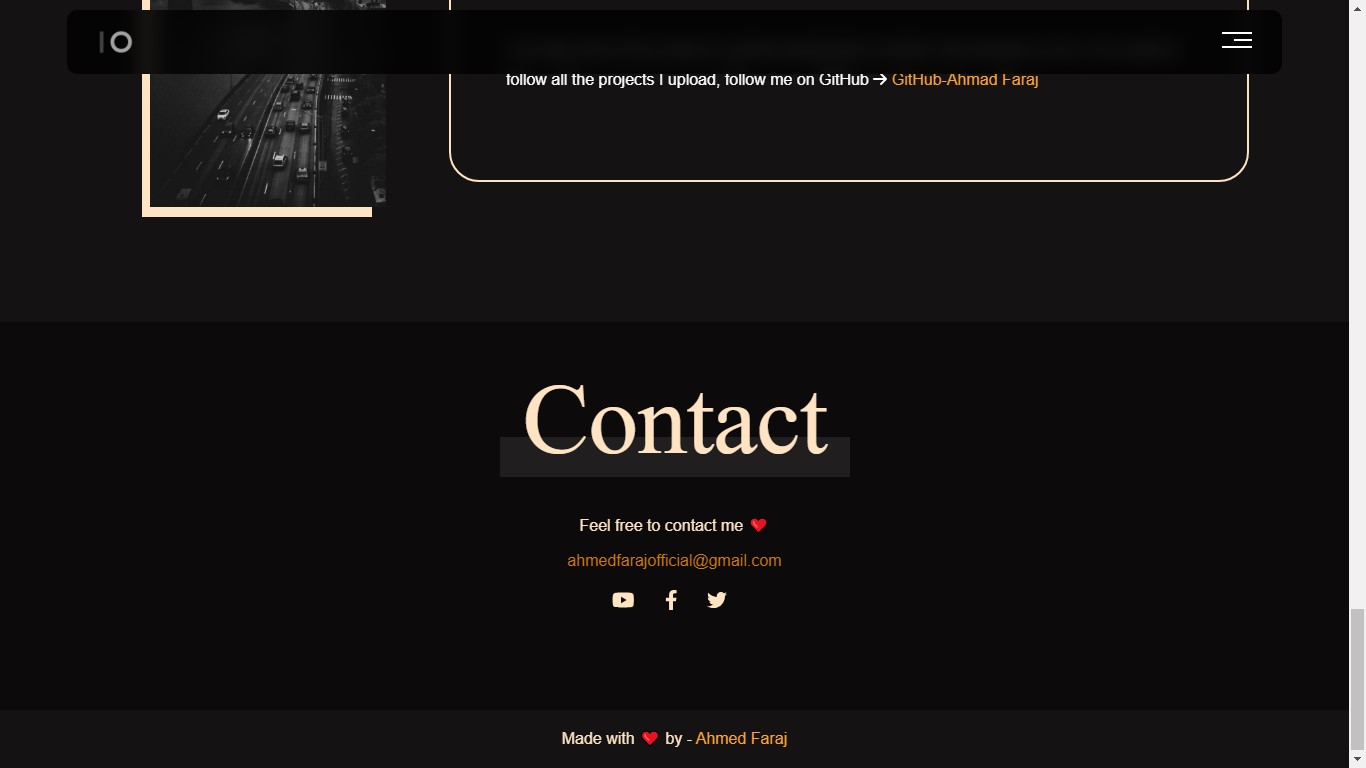 IO
follow all the projects I upload, follow me on GitHub → GitHub-Ahmad Faraj
Contact
Feel free to contact me ❤
ahmedfarajofficial@gmail.com
Made with ❤ by - Ahmed Faraj